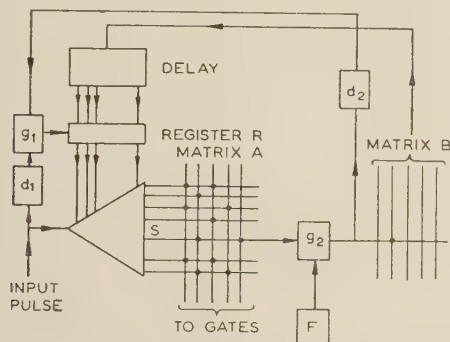 DELAY
d2
g1
REGISTER R
MATRIX A
MATRIX B
d1
S
g2
INPUT
PULSE
TO GATES
F